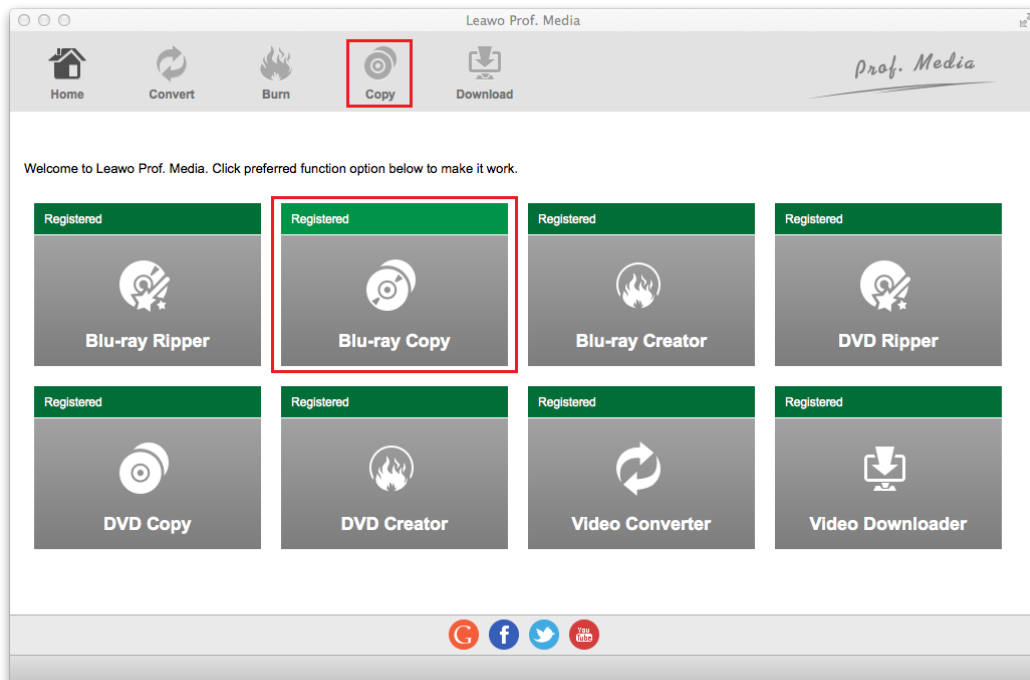 Leawo Prof. Media
Home
Convert
Burn
Copy
Download
Prof. Media
Welcome to Leawo Prof. Media. Click preferred function option below to make it work.
Registered
Registered
Registered
Registered
Blu-ray Ripper
Blu-ray Copy
Blu-ray Creator
DVD Ripper
Registered
Registered
Registered
Registered
DVD Copy
DVD Creator
Video Converter
Video Downloader
G
f
You
Tube